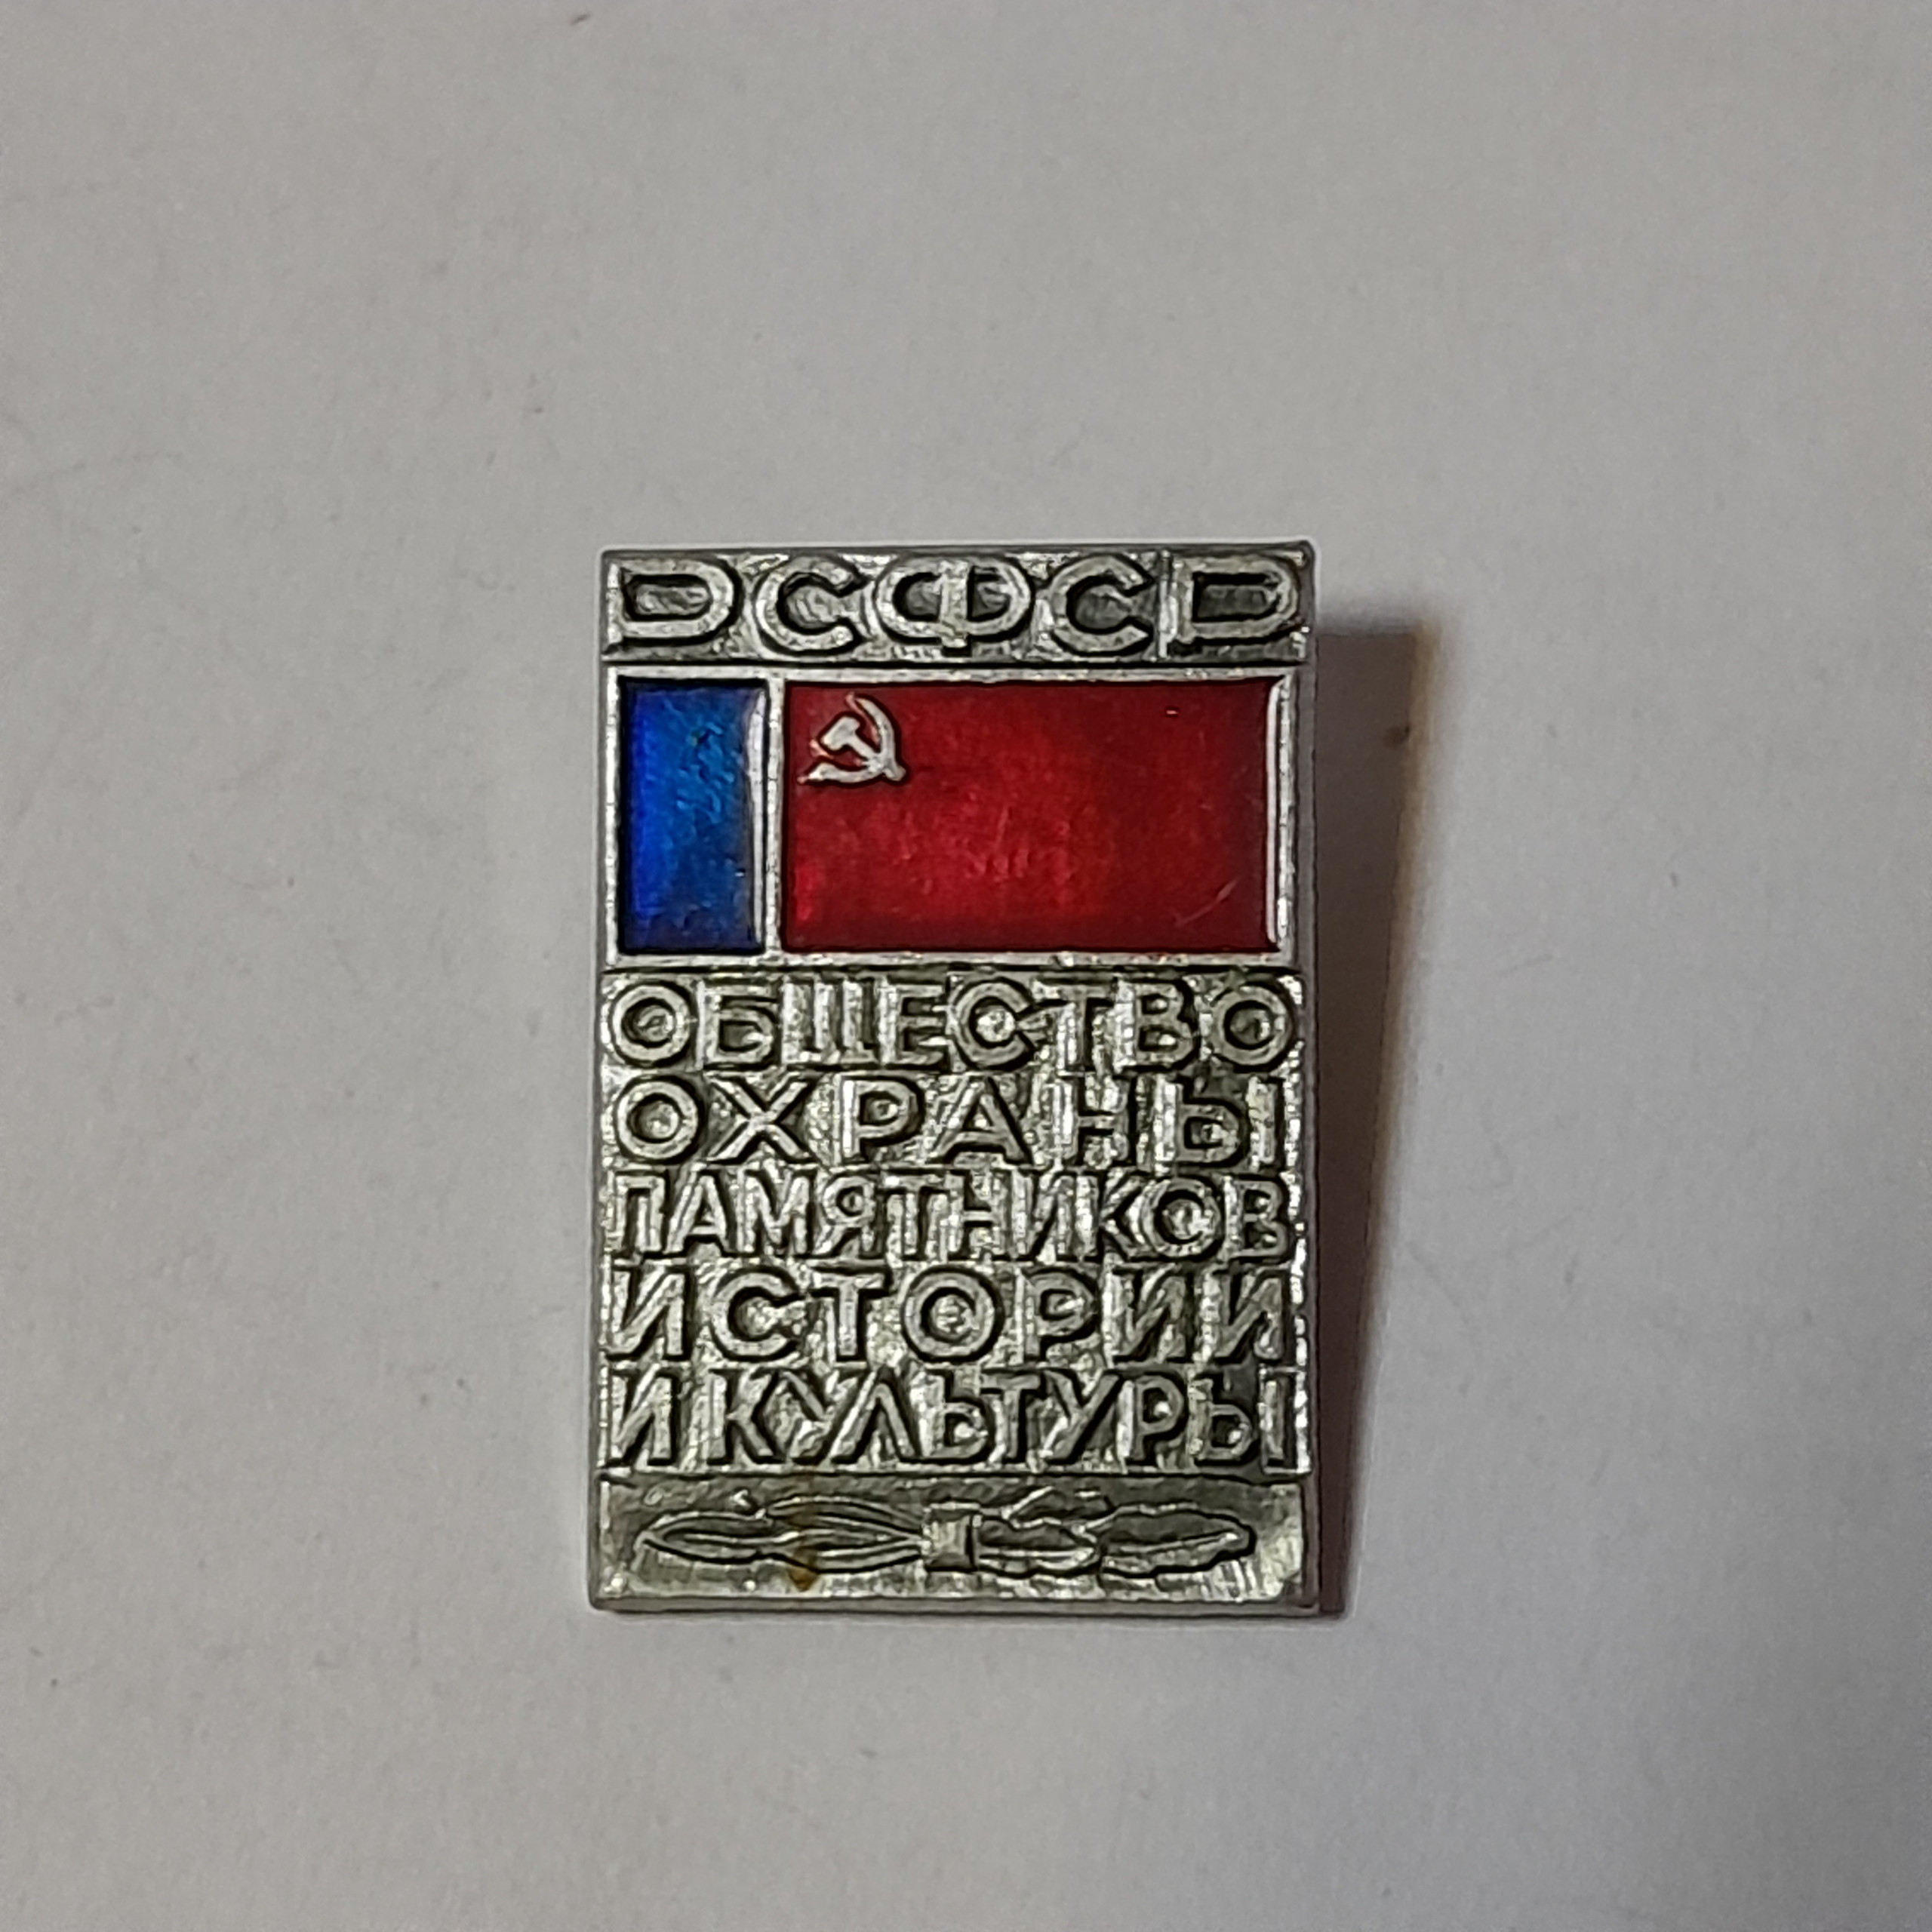 РСФСР
ОБЩЕСТВО
ОХРАНЫ
ПАМЯТНИКОВ
ИСТОРИИ
И КУЛЬТУРЫ